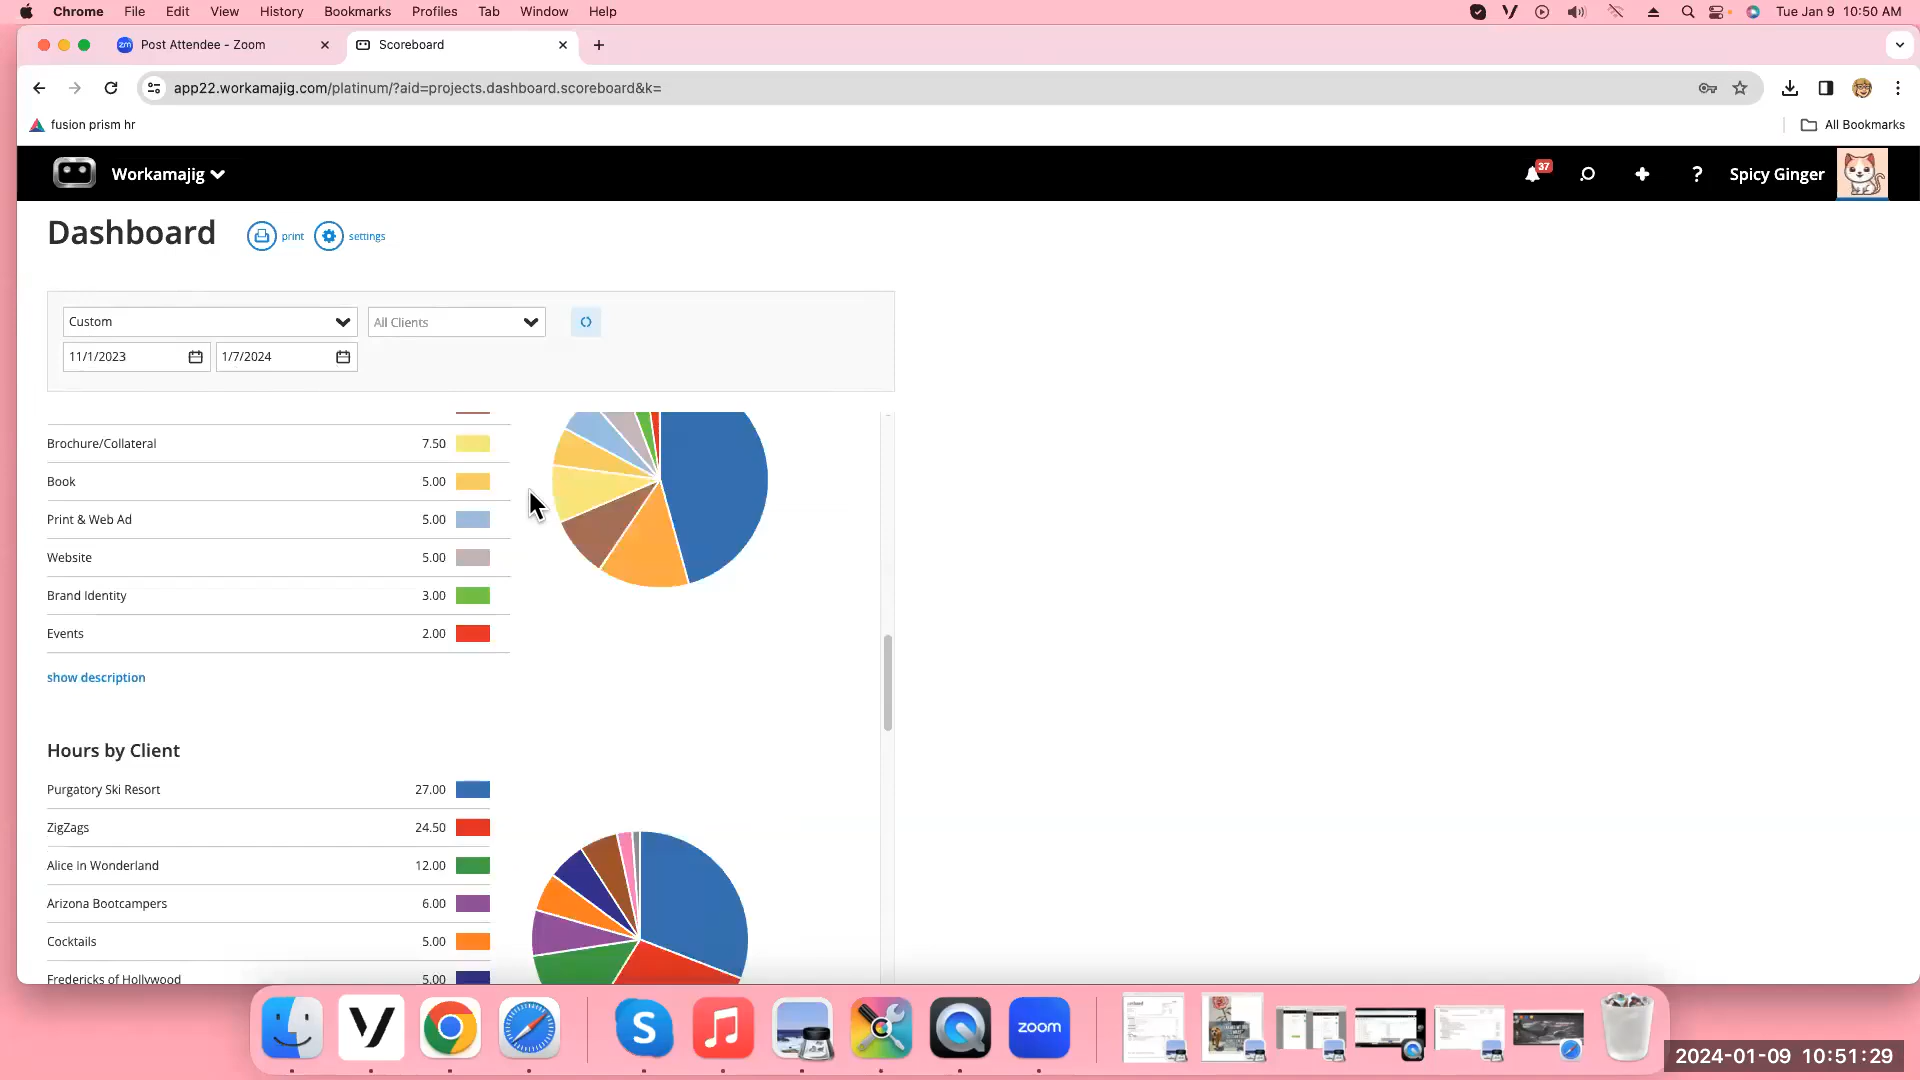 Chrome File Edit View History Bookmarks Profiles Tab Window Help Tue Jan 9 10:50 AM
zm Post Attendee - Zoom Scoreboard
app22.workamajig.com/platinum/?aid=projects.dashboard.scoreboard&k=
fusion prism hr All Bookmarks
Workamajig 37 ? Spicy Ginger
Dashboard print settings
Custom All Clients
11/1/2023 1/7/2024
Brochure/Collateral 7.50
Book 5.00
Print & Web Ad 5.00
Website 5.00
Brand Identity 3.00
Events 2.00
show description
Hours by Client
Purgatory Ski Resort 27.00
ZigZags 24.50
Alice in Wonderland 12.00
Arizona Bootcampers 6.00
Cocktails 5.00
Fredericks of Hollywood 5.00
zoom
2024-01-09 10:51:29